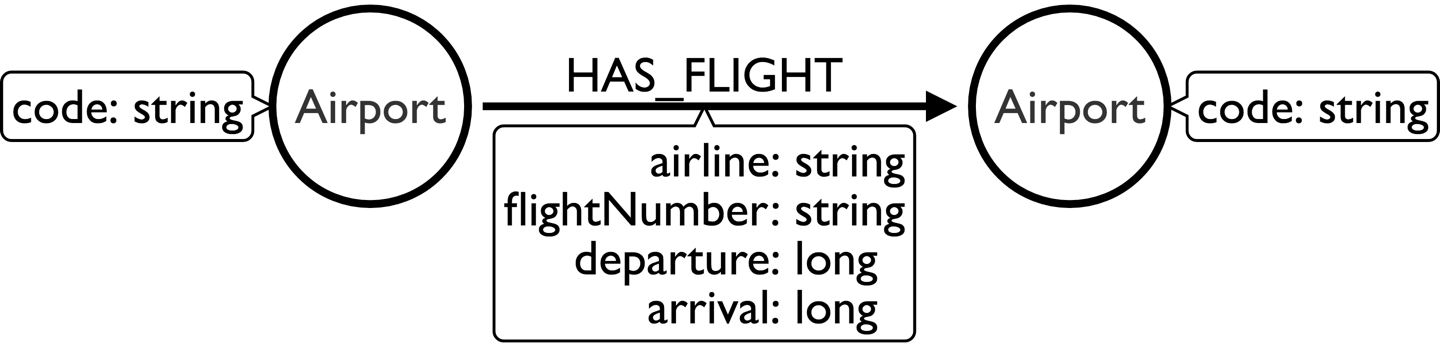 code: string
Airport
HAS_FLIGHT
airline: string
flightNumber: string
departure: long
arrival: long
Airport
code: string